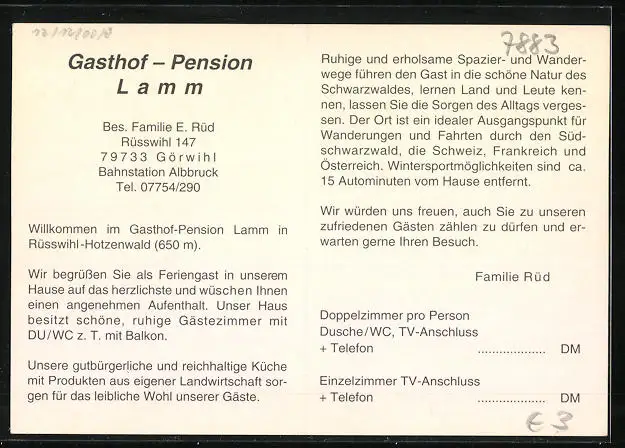 12/12/00/8
7883
Gasthof – Pension
Lamm
Bes. Familie E. Rüd
Rüsswihl 147
79733 Görwihl
Bahnstation Albbruck
Tel. 07754/290
Willkommen im Gasthof-Pension Lamm in
Rüsswihl-Hotzenwald (650 m).
Wir begrüßen Sie als Feriengast in unserem
Hause auf das herzlichste und wüschen Ihnen
einen angenehmen Aufenthalt. Unser Haus
besitzt schöne, ruhige Gästezimmer mit
DU/WC z. T. mit Balkon.
Unsere gutbürgerliche und reichhaltige Küche
mit Produkten aus eigener Landwirtschaft sor-
gen für das leibliche Wohl unserer Gäste.
Ruhige und erholsame Spazier- und Wander-
wege führen den Gast in die schöne Natur des
Schwarzwaldes, lernen Land und Leute ken-
nen, lassen Sie die Sorgen des Alltags verges-
sen. Der Ort ist ein idealer Ausgangspunkt für
Wanderungen und Fahrten durch den Süd-
schwarzwald, die Schweiz, Frankreich und
Österreich. Wintersportmöglichkeiten sind ca.
15 Autominuten vom Hause entfernt.
Wir würden uns freuen, auch Sie zu unseren
zufriedenen Gästen zählen zu dürfen und er-
warten gerne Ihren Besuch.
Familie Rüd
Doppelzimmer pro Person
Dusche/WC, TV-Anschluss
+ Telefon .................... DM
Einzelzimmer TV-Anschluss
+ Telefon .................... DM
€ 3